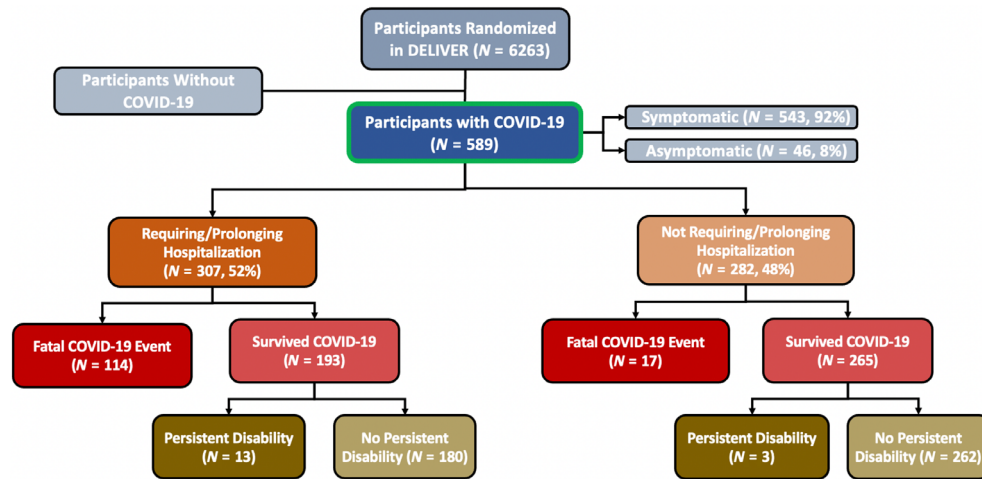 Participants Randomized
in DELIVER (N = 6263)
Participants Without
COVID-19
Participants with COVID-19
(N = 589)
Symptomatic (N = 543, 92%)
Asymptomatic (N = 46, 8%)
Requiring/Prolonging
Hospitalization
(N = 307, 52%)
Not Requiring/Prolonging
Hospitalization
(N = 282, 48%)
Fatal COVID-19 Event
(N = 114)
Survived COVID-19
(N = 193)
Fatal COVID-19 Event
(N = 17)
Survived COVID-19
(N = 265)
Persistent Disability
(N = 13)
No Persistent
Disability (N = 180)
Persistent Disability
(N = 3)
No Persistent
Disability (N = 262)